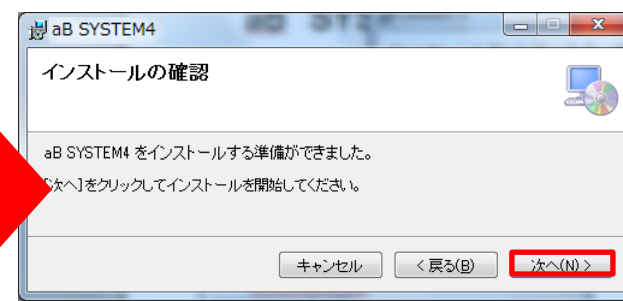 aB SYSTEM4
インストールの確認
aB SYSTEM4 をインストールする準備ができました。
次へ]をクリックしてインストールを開始してください。
キャンセル
< 戻る(B)
次へ(N) >